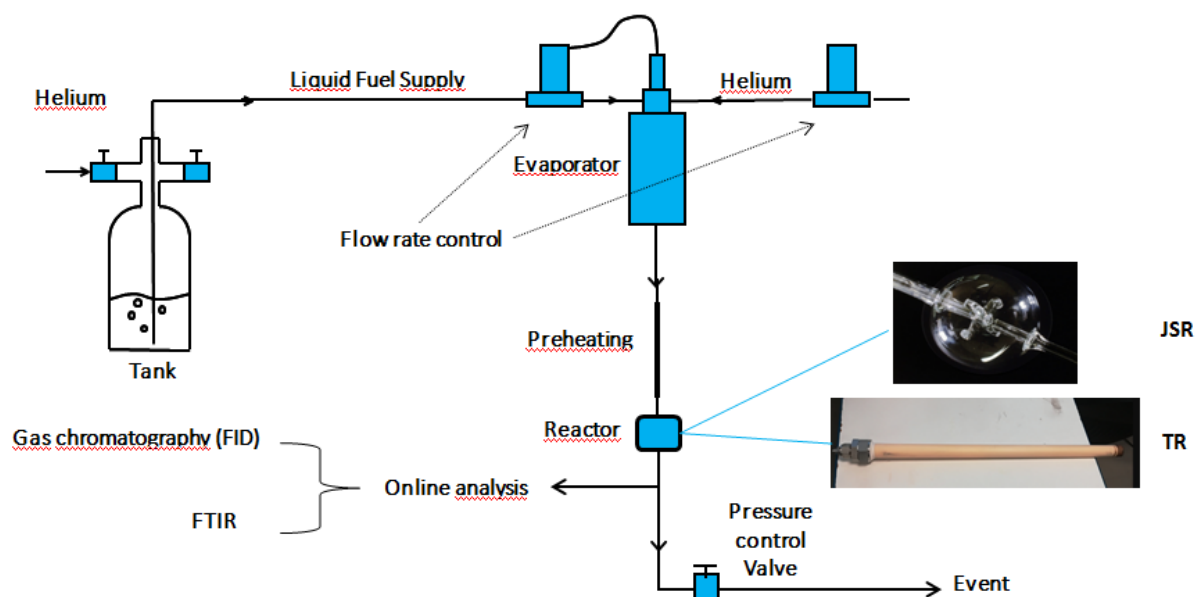 Helium
Liquid Fuel Supply
Helium
Evaporator
Flow rate control
Tank
Preheating
JSR
Reactor
TR
Gas chromatography (FID)
Online analysis
FTIR
Pressure
control
Valve
Event